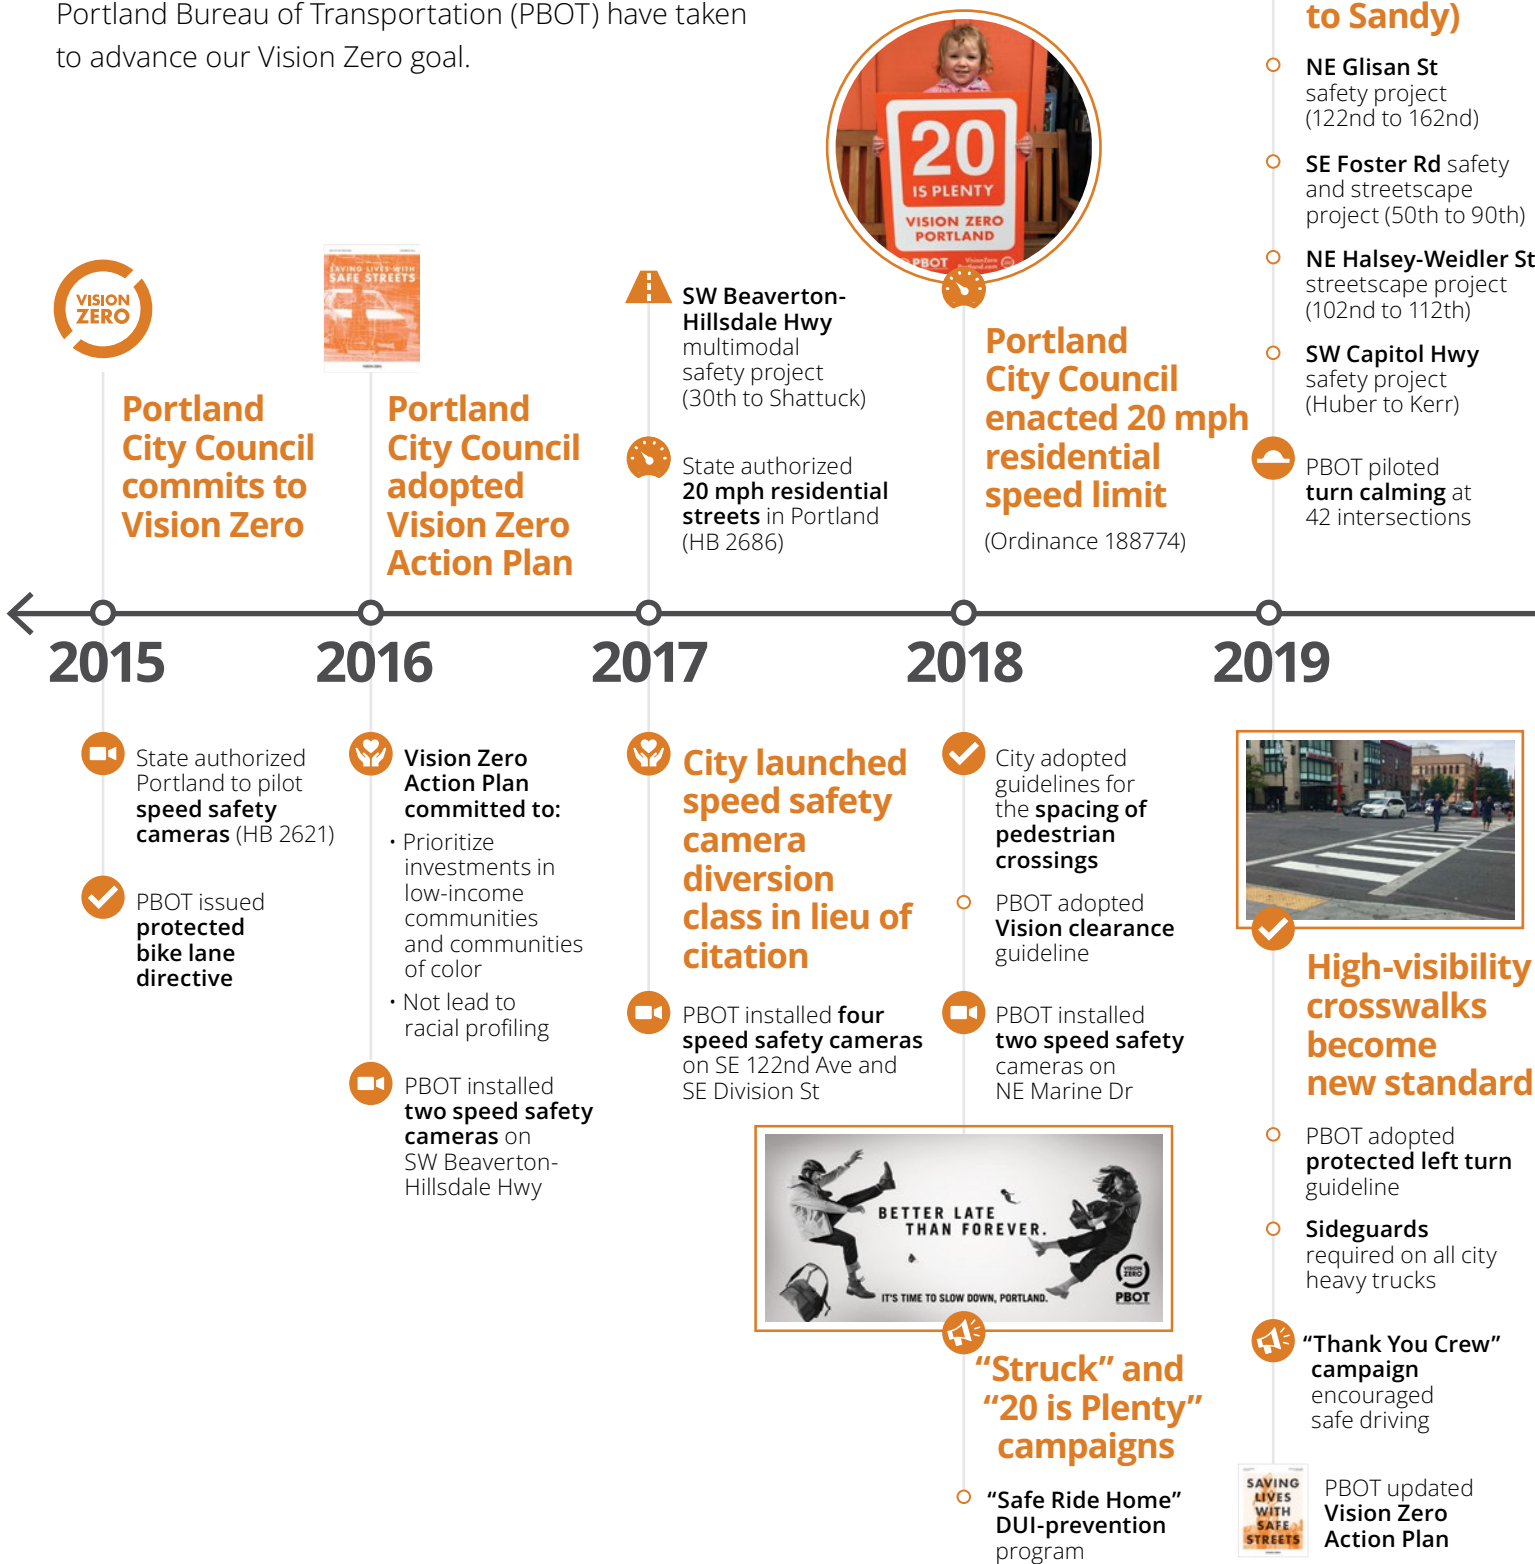 Portland Bureau of Transportation (PBOT) have taken
to advance our Vision Zero goal.
VISION
ZERO
Portland
City Council
commits to
Vision Zero
SAVING LIVES WITH
SAFE STREETS
Portland
City Council
adopted
Vision Zero
Action Plan
SW Beaverton-
Hillsdale Hwy
multimodal
safety project
(30th to Shattuck)
State authorized
20 mph residential
streets in Portland
(HB 2686)
20
IS PLENTY
VISION ZERO
PORTLAND
PBOT
Portland
City Council
enacted 20 mph
residential
speed limit
(Ordinance 188774)
to Sandy)
NE Glisan St
safety project
(122nd to 162nd)
SE Foster Rd safety
and streetscape
project (50th to 90th)
NE Halsey-Weidler St
streetscape project
(102nd to 112th)
SW Capitol Hwy
safety project
(Huber to Kerr)
PBOT piloted
turn calming at
42 intersections
2015
2016
2017
2018
2019
State authorized
Portland to pilot
speed safety
cameras (HB 2621)
PBOT issued
protected
bike lane
directive
Vision Zero
Action Plan
committed to:
• Prioritize
investments in
low-income
communities
and communities
of color
• Not lead to
racial profiling
PBOT installed
two speed safety
cameras on
SW Beaverton-
Hillsdale Hwy
City launched
speed safety
camera
diversion
class in lieu of
citation
PBOT installed four
speed safety cameras
on SE 122nd Ave and
SE Division St
City adopted
guidelines for
the spacing of
pedestrian
crossings
PBOT adopted
Vision clearance
guideline
PBOT installed
two speed safety
cameras on
NE Marine Dr
BETTER LATE
THAN FOREVER.
IT'S TIME TO SLOW DOWN, PORTLAND.
VISION
ZERO
PBOT
“Struck” and
“20 is Plenty”
campaigns
“Safe Ride Home”
DUI-prevention
program
High-visibility
crosswalks
become
new standard
PBOT adopted
protected left turn
guideline
Sideguards
required on all city
heavy trucks
“Thank You Crew”
campaign
encouraged
safe driving
SAVING
LIVES
WITH
SAFE
STREETS
PBOT updated
Vision Zero
Action Plan